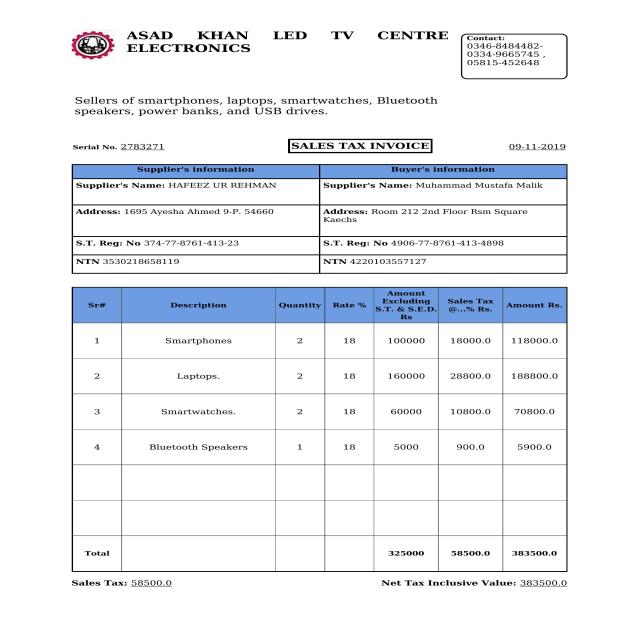 ASAD KHAN LED TV CENTRE
ELECTRONICS
Contact:
0346-8484482-
0334-9665745 ,
05815-452648
Sellers of smartphones, laptops, smartwatches, Bluetooth
speakers, power banks, and USB drives.
Serial No. 2783271 SALES TAX INVOICE 09-11-2019
Supplier's information Buyer's information
Supplier's Name: HAFEEZ UR REHMAN Supplier's Name: Muhammad Mustafa Malik
Address: 1695 Ayesha Ahmed 9-P. 54660 Address: Room 212 2nd Floor Rsm Square
Kaechs
S.T. Reg: No 374-77-8761-413-23 S.T. Reg: No 4906-77-8761-413-4898
NTN 3530218658119 NTN 4220103557127
Sr# Description Quantity Rate % Amount Excluding S.T. & S.E.D. Rs Sales Tax @...% Rs. Amount Rs.
1 Smartphones 2 18 100000 18000.0 118000.0
2 Laptops. 2 18 160000 28800.0 188800.0
3 Smartwatches. 2 18 60000 10800.0 70800.0
4 Bluetooth Speakers 1 18 5000 900.0 5900.0
Total 325000 58500.0 383500.0
Sales Tax: 58500.0 Net Tax Inclusive Value: 383500.0